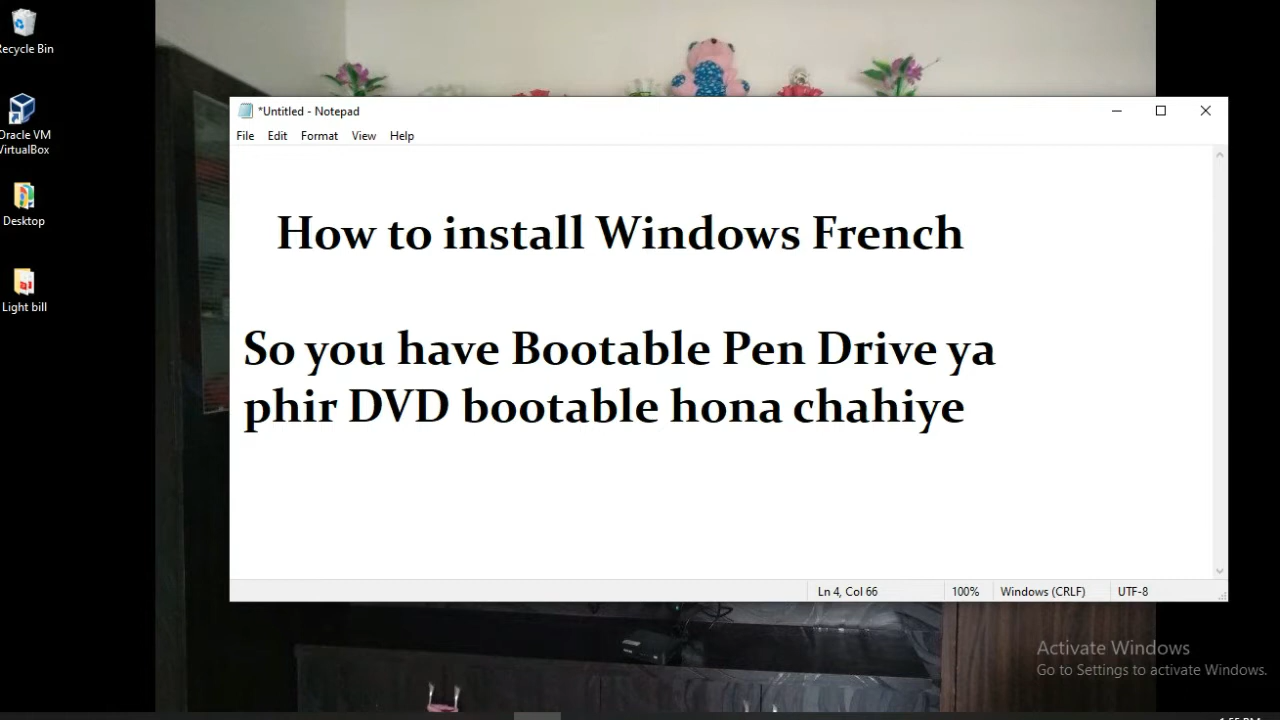 Recycle Bin
Oracle VM
VirtualBox
Desktop
Light bill
*Untitled - Notepad
File Edit Format View Help
How to install Windows French
So you have Bootable Pen Drive ya
phir DVD bootable hona chahiye
Ln 4, Col 66 100% Windows (CRLF) UTF-8
Activate Windows
Go to Settings to activate Windows.